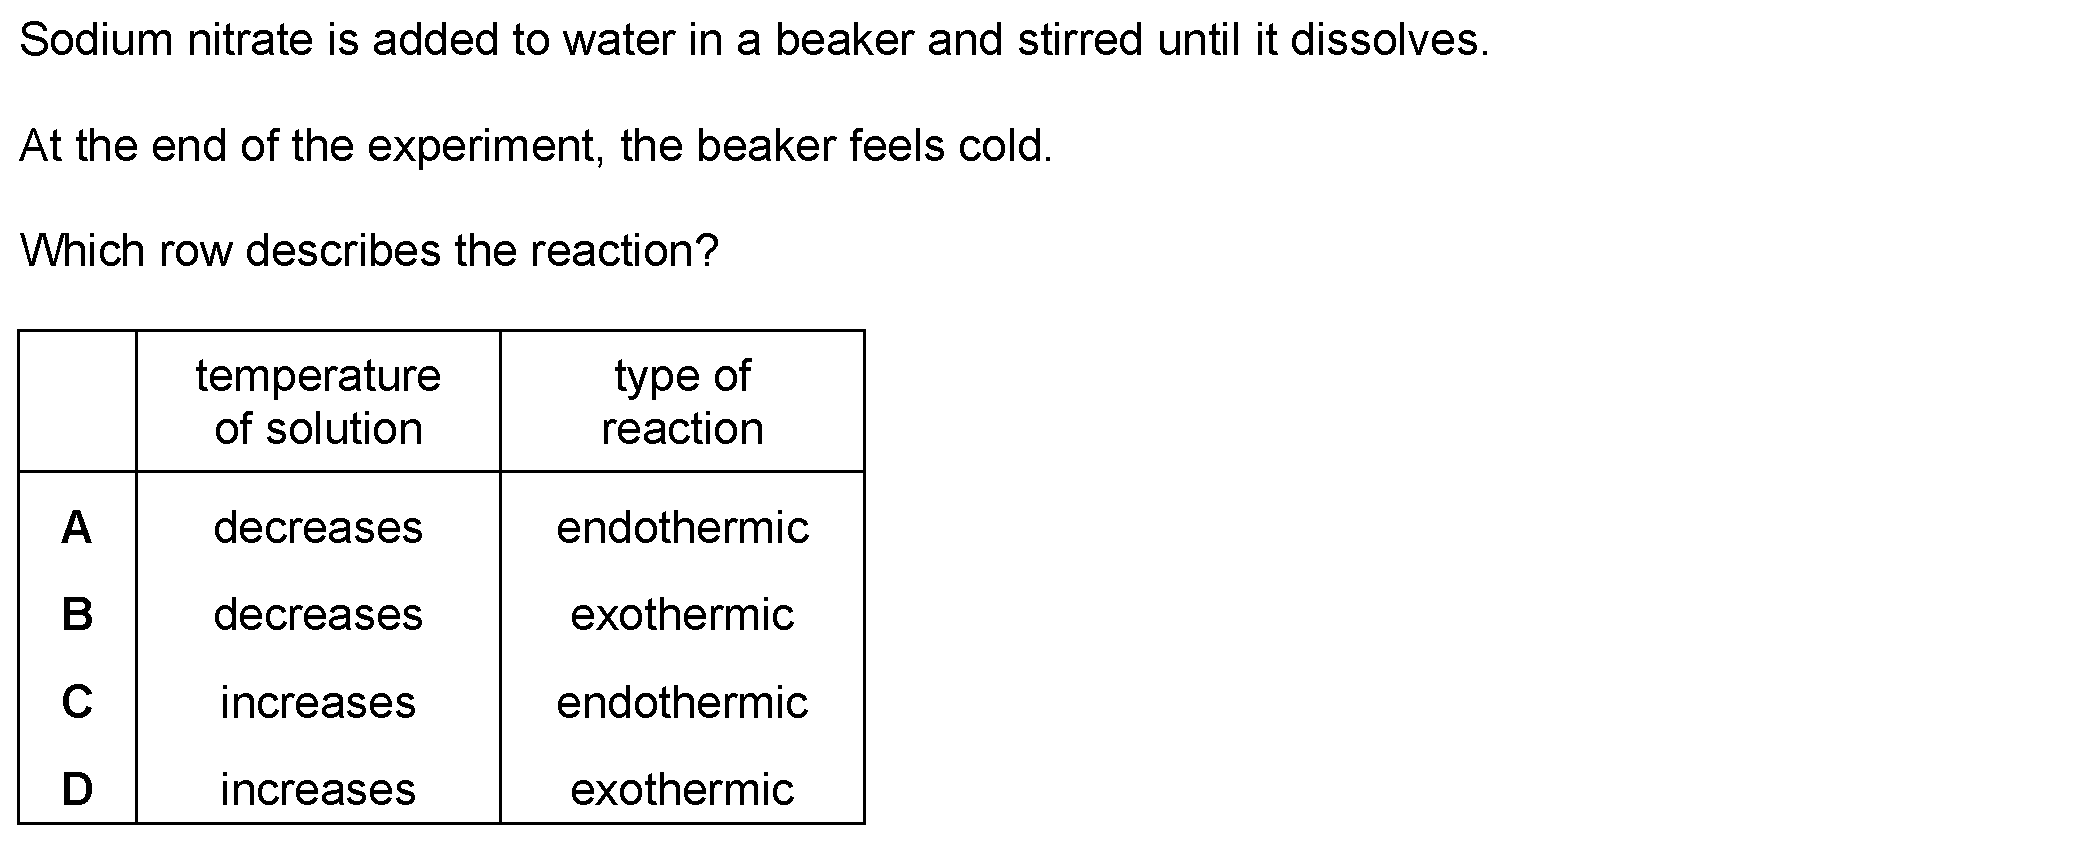 Sodium nitrate is added to water in a beaker and stirred until it dissolves.
At the end of the experiment, the beaker feels cold.
Which row describes the reaction?
temperature of solution type of reaction
A decreases endothermic
B decreases exothermic
C increases endothermic
D increases exothermic